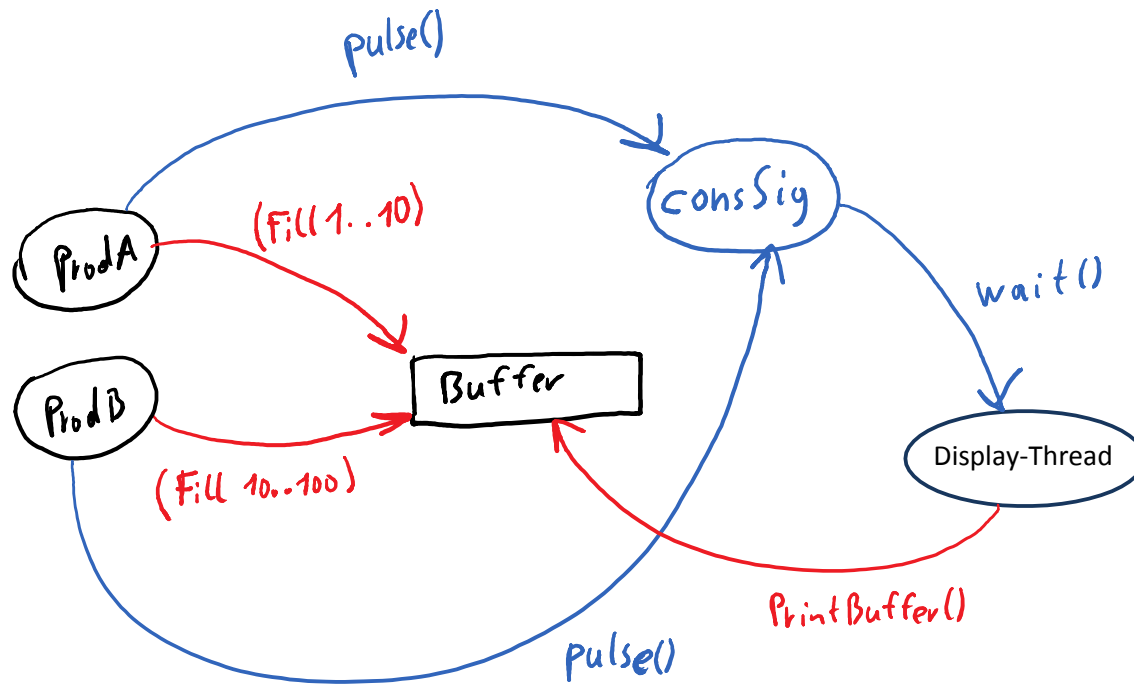 pulse()
consSig
(Fill 1..10)
ProdA
wait()
Buffer
ProdB
Display-Thread
(Fill 10..100)
PrintBuffer()
pulse()